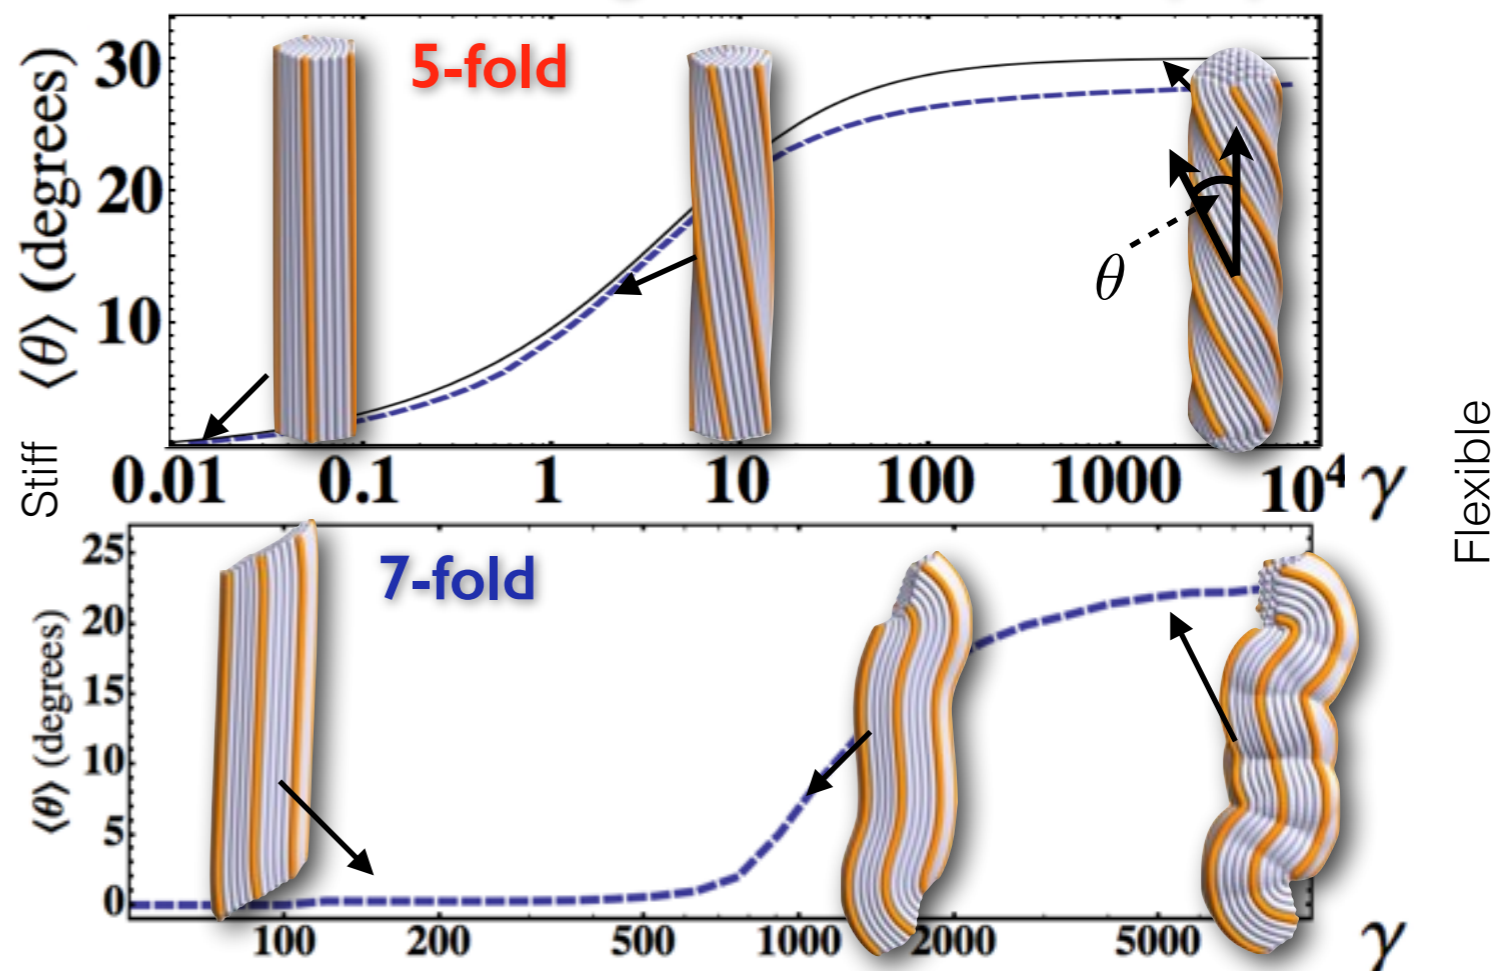 5-fold
30
20
10
⟨θ⟩ (degrees)
θ
0.01 0.1 1 10 100 1000 10⁴ γ
Stiff
Flexible
7-fold
25
20
15
10
5
0
⟨θ⟩ (degrees)
100 200 500 1000 2000 5000 γ